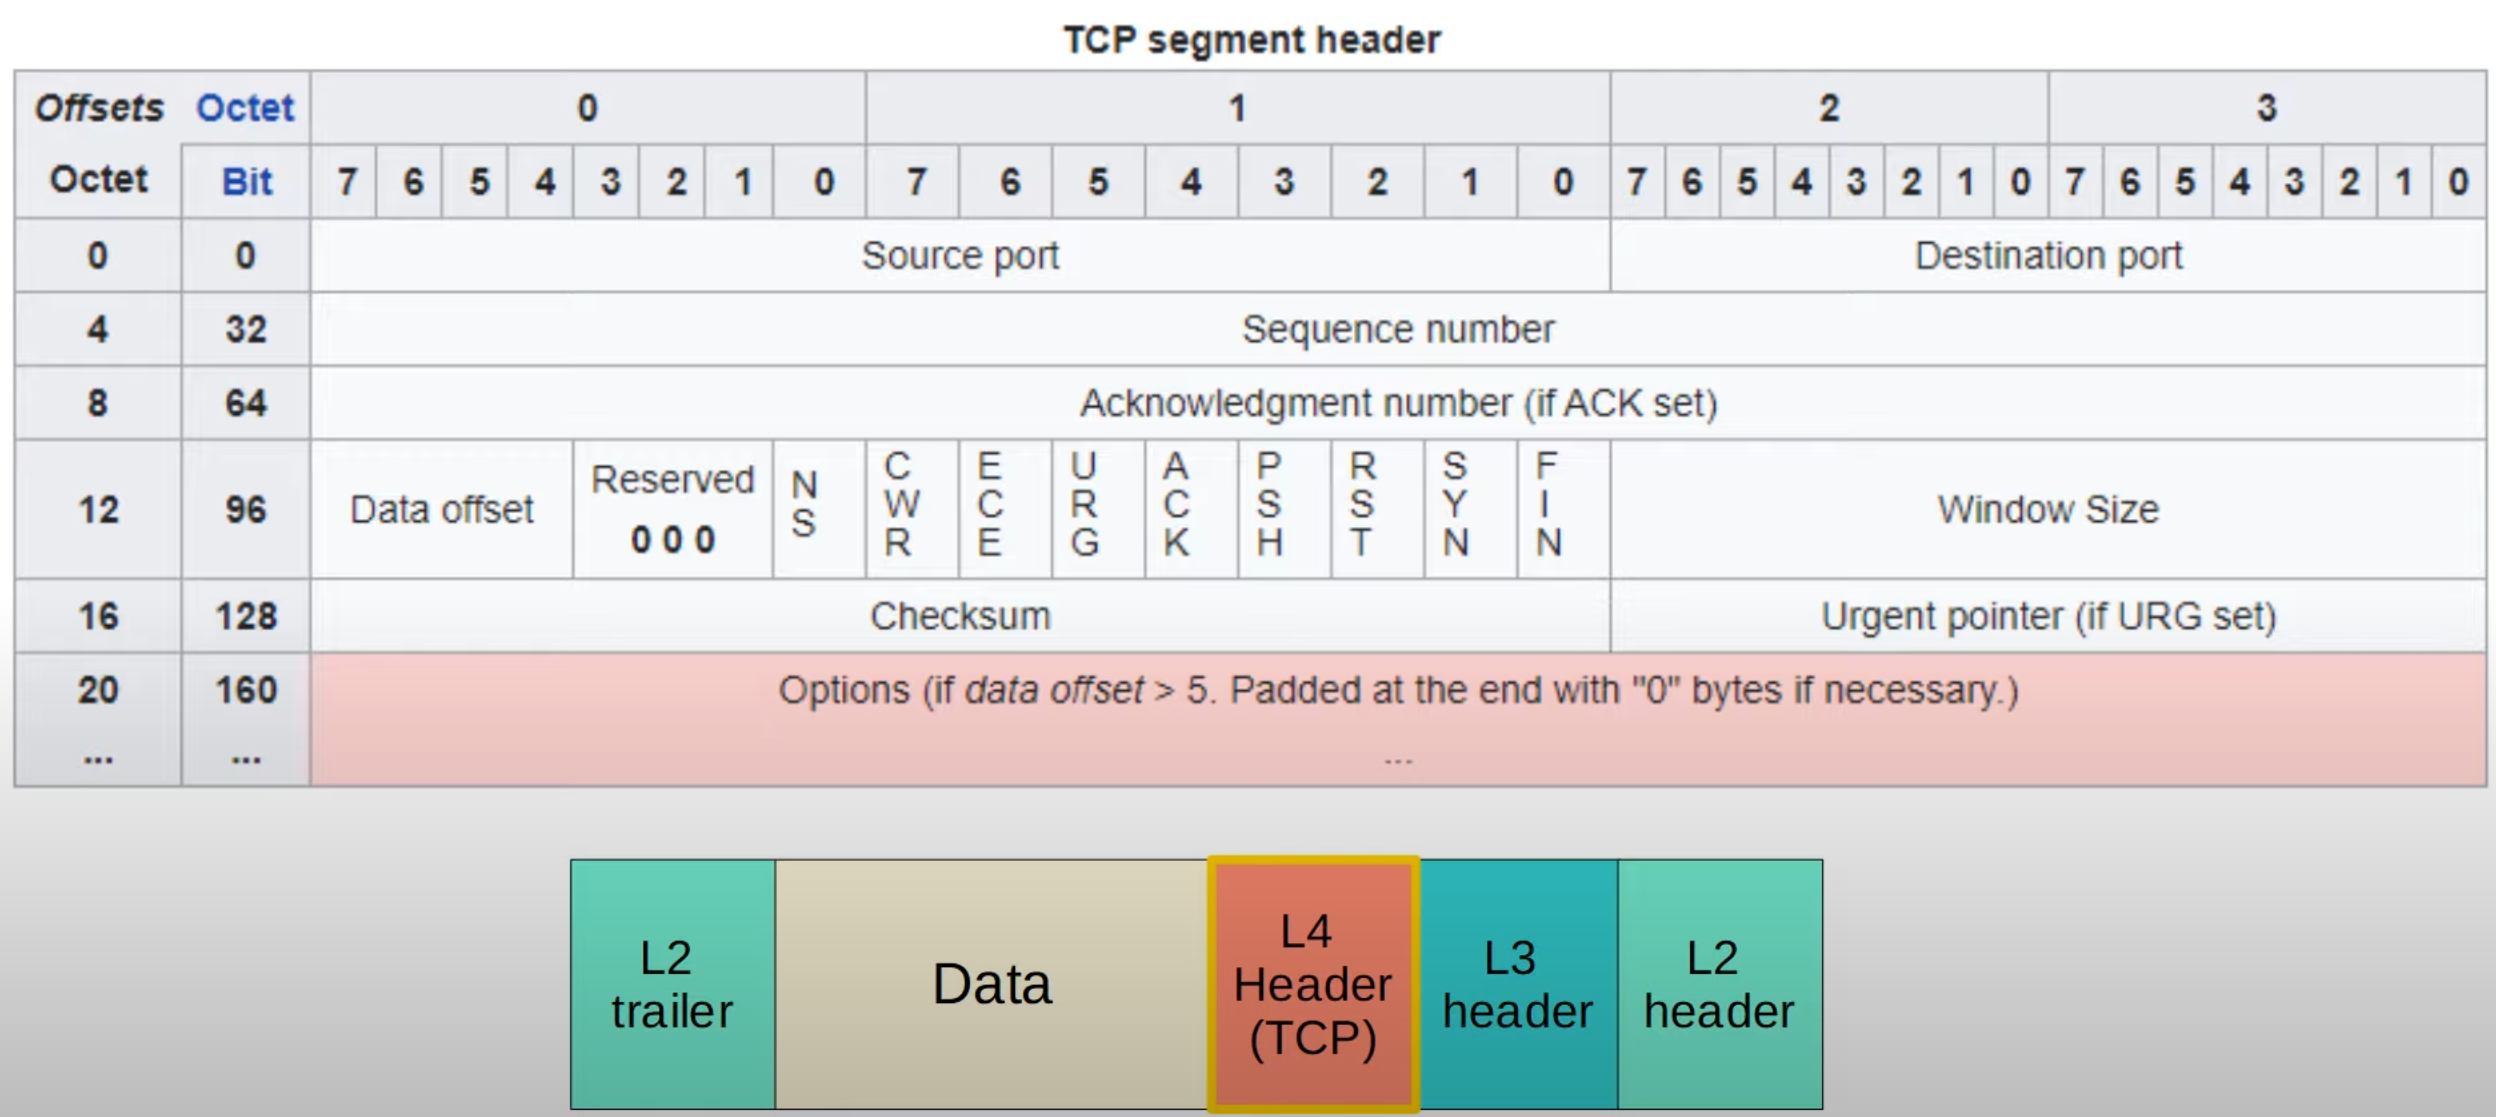 TCP segment header
Offsets Octet 0 1 2 3
Octet Bit 7 6 5 4 3 2 1 0 7 6 5 4 3 2 1 0 7 6 5 4 3 2 1 0 7 6 5 4 3 2 1 0
0 0 Source port Destination port
4 32 Sequence number
8 64 Acknowledgment number (if ACK set)
12 96 Data offset Reserved 0 0 0 NS CWR ECE URG ACK PSH RST SYN FIN Window Size
16 128 Checksum Urgent pointer (if URG set)
20 160 Options (if data offset > 5. Padded at the end with "0" bytes if necessary.)
... ... ...
L2 trailer
Data
L4 Header (TCP)
L3 header
L2 header